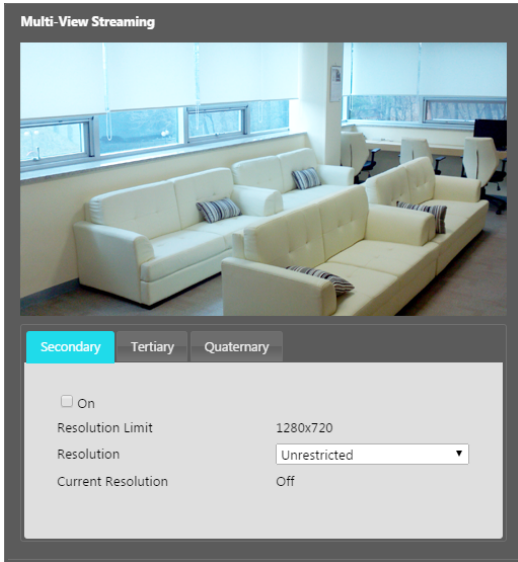 Multi-View Streaming
Secondary Tertiary Quaternary
On
Resolution Limit 1280x720
Resolution Unrestricted
Current Resolution Off